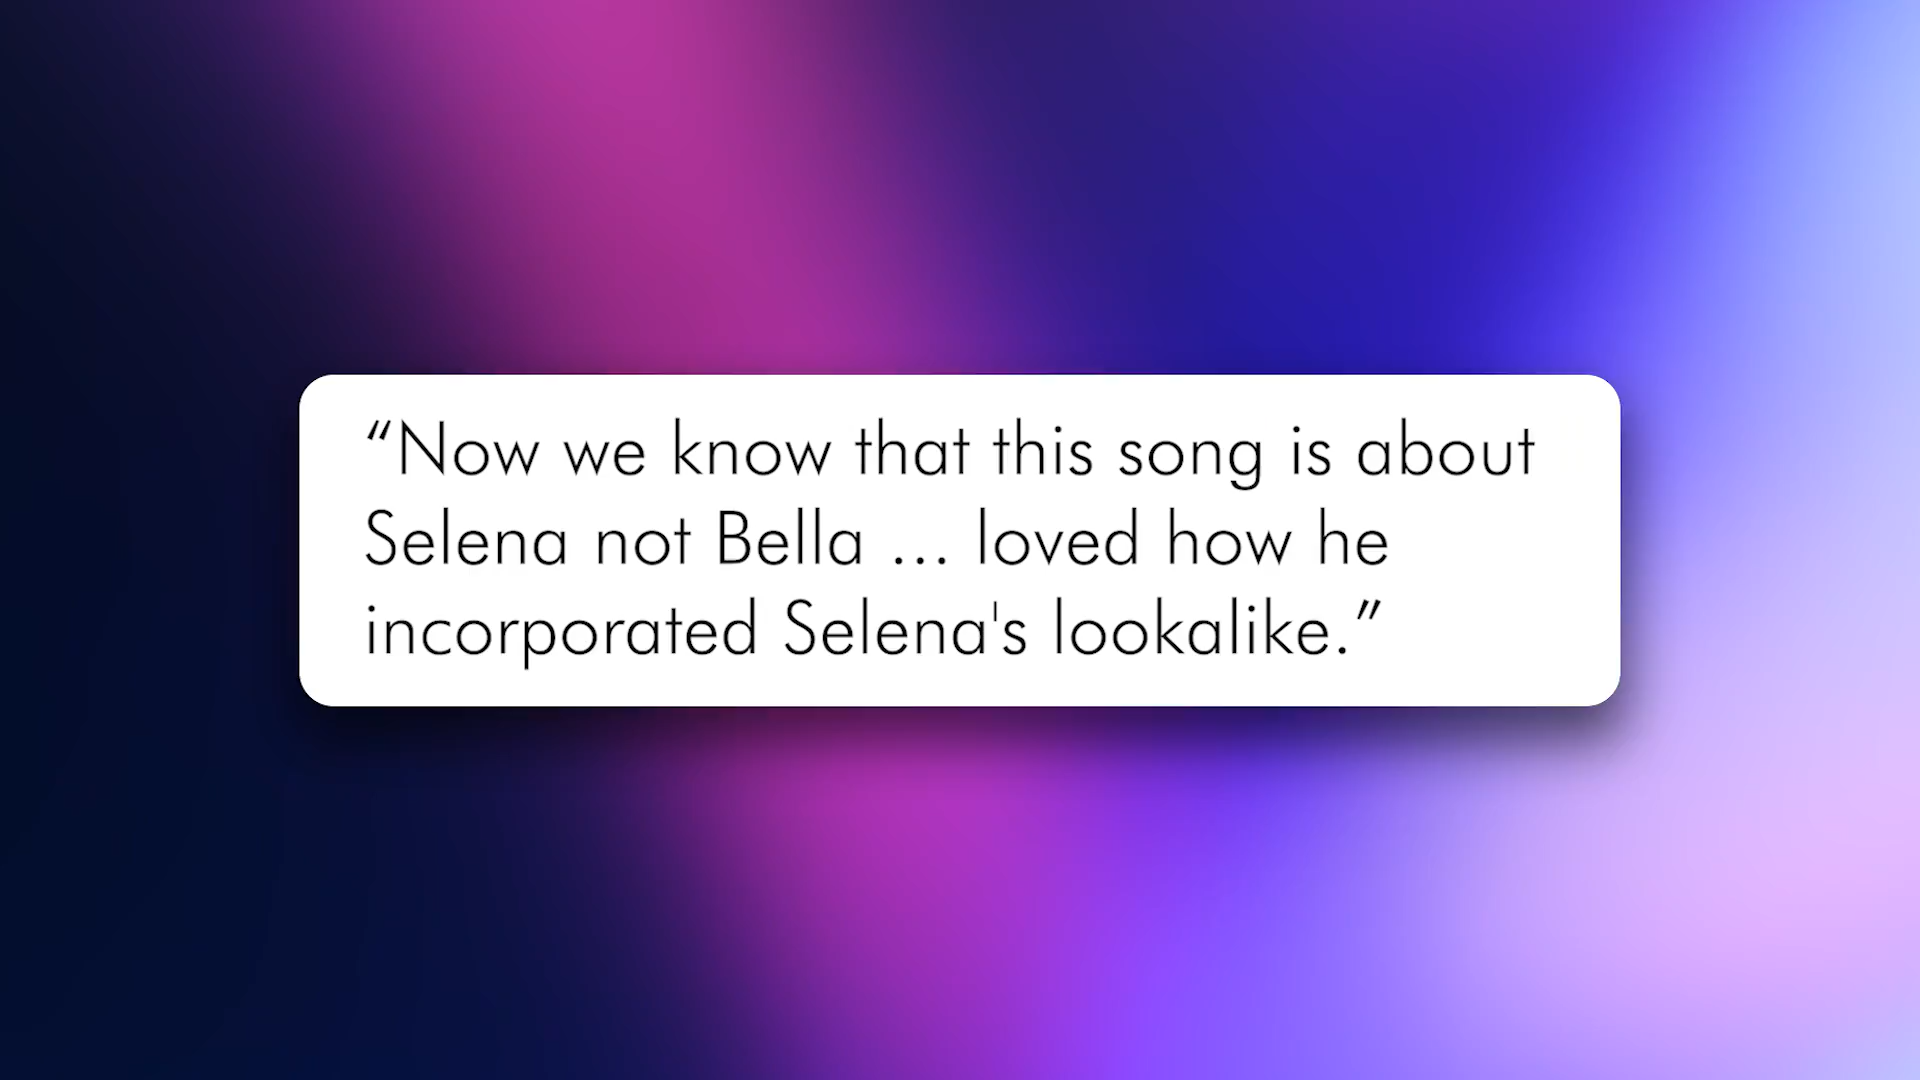 “Now we know that this song is about
Selena not Bella ... loved how he
incorporated Selena's lookalike.”